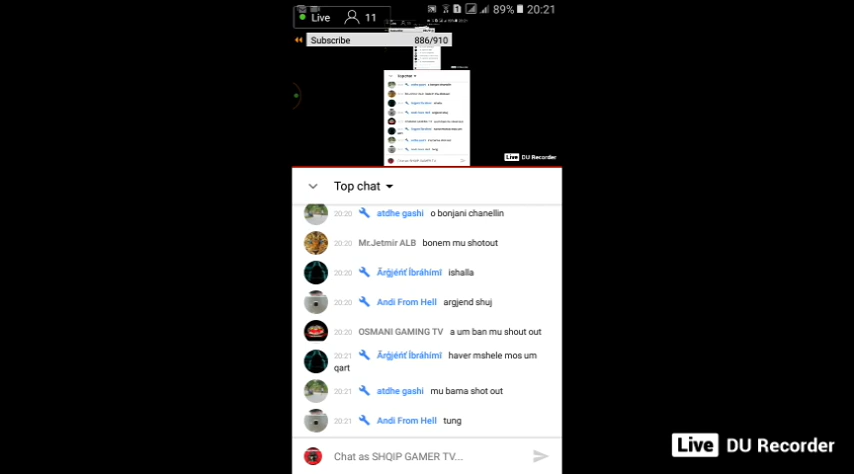 Live 11
89% 20:21
Subscribe 886/910
Live DU Recorder
Top chat
20:20 atdhe gashi o bonjani chanellin
20:20 Mr.Jetmir ALB bonem mu shotout
20:20 Ãrġjéńť Íbráhímî ishalla
20:20 Andi From Hell argjend shuj
20:20 OSMANI GAMING TV a um ban mu shout out
20:21 Ãrġjéńť Íbráhímî haver mshele mos um
qart
20:21 atdhe gashi mu bama shot out
20:21 Andi From Hell tung
Chat as SHQIP GAMER TV...
Live DU Recorder